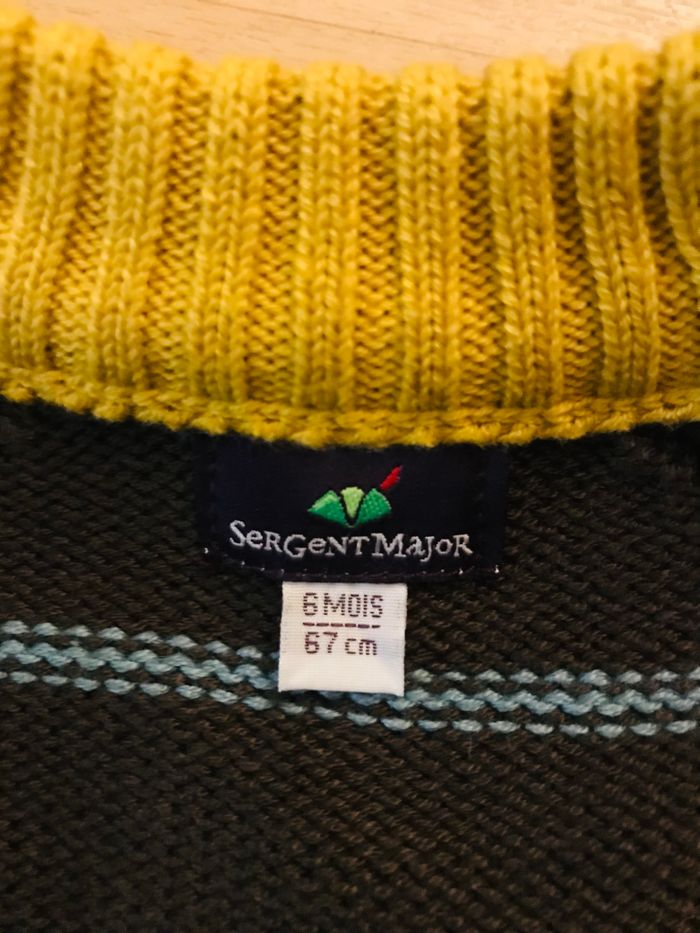 SeRGeNTMaJoR
6 MOIS
67 cm